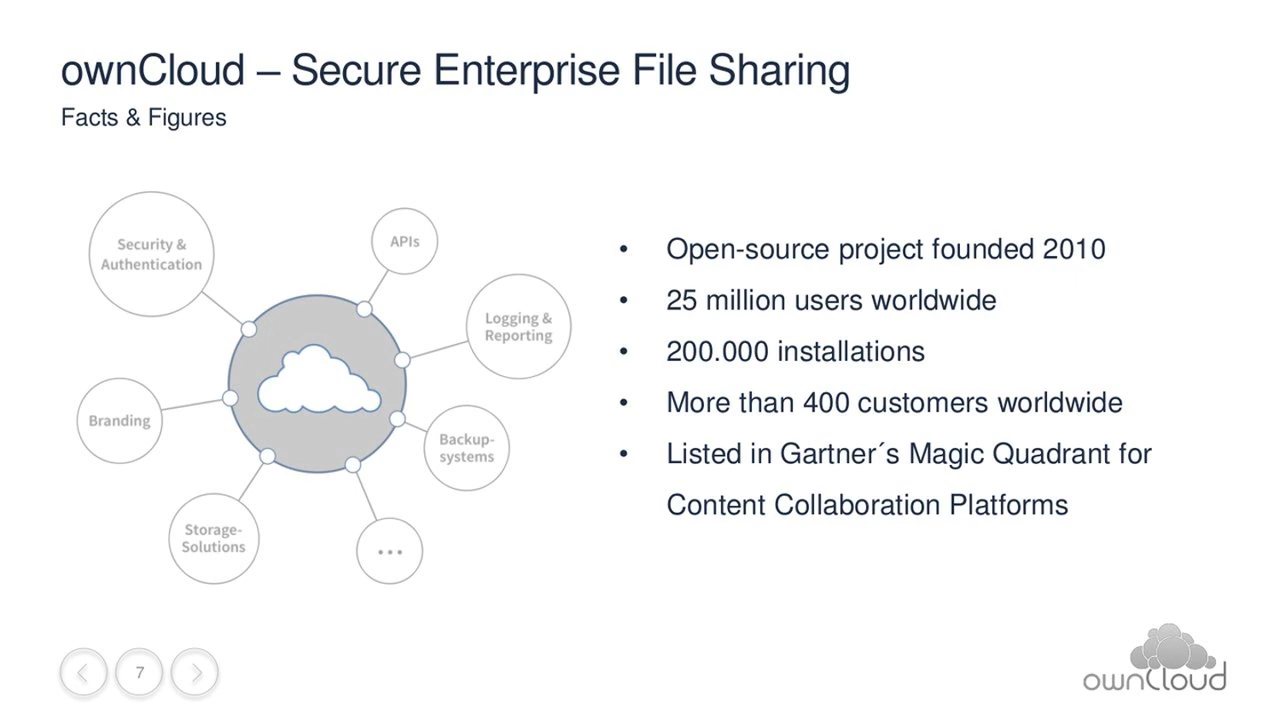 ownCloud – Secure Enterprise File Sharing
Facts & Figures
Security &
Authentication
APIs
Logging &
Reporting
Branding
Backup-
systems
Storage-
Solutions
...
• Open-source project founded 2010
• 25 million users worldwide
• 200.000 installations
• More than 400 customers worldwide
• Listed in Gartner´s Magic Quadrant for
Content Collaboration Platforms
7
ownCloud